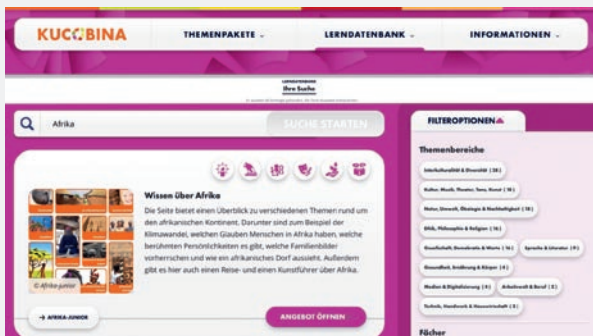 KUCOBINA
THEMENPAKETE
LERNDATENBANK
INFORMATIONEN
LERNDATENBANK
Ihre Suche
Afrika
SUCHE STARTEN
Wissen über Afrika
Die Seite bietet einen Überblick zu verschiedenen Themen rund um
den afrikanischen Kontinent. Darunter sind zum Beispiel der
Klimawandel, welchen Glauben Menschen in Afrika haben, welche
berühmten Persönlichkeiten es gibt, welche Familienbilder
vorherrschen und wie ein afrikanisches Dorf aussieht. Außerdem
gibt es hier auch einen Reise- und einen Kunstführer über Afrika.
© Afrika-junior
→ AFRIKA-JUNIOR
ANGEBOT ÖFFNEN
FILTEROPTIONEN
Themenbereiche
Interkulturalität & Diversität ( 28 )
Kultur, Musik, Theater, Tanz, Kunst ( 18 )
Natur, Umwelt, Ökologie & Nachhaltigkeit ( 18 )
Ethik, Philosophie & Religion ( 16 )
Gesellschaft, Demokratie & Werte ( 16 )
Sprache & Literatur ( 9 )
Gesundheit, Ernährung & Körper ( 6 )
Medien & Digitalisierung ( 4 )
Arbeitswelt & Beruf ( 2 )
Technik, Handwerk & Hauswirtschaft ( 2 )
Fächer